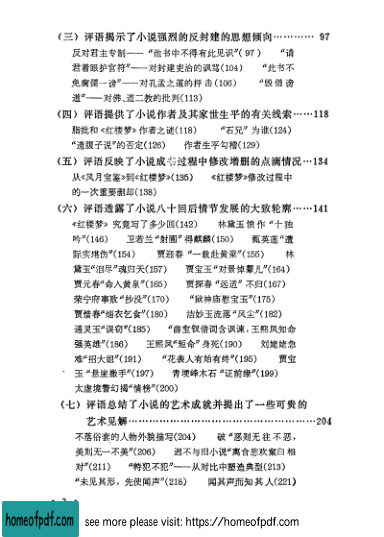 (三) 评语揭示了小说强烈的反封建的思想倾向………… 97
反对君主专制——“他书中不得有此见识”(97) “请
君着眼护官符”——对封建吏治的讽骂(104) “此书不
免腐儒一谤”——对孔孟之道的抨击(106) “毁僧谤
道”——对佛、道二教的批判(113)
(四) 评语提供了小说作者及其家世生平的有关线索……118
脂批和《红楼梦》作者之谜(118) “石兄”为谁(124)
“遗腹子说”的否定(126) 作者生平勾稽(129)
(五) 评语反映了小说成书过程中修改增删的点滴情况…134
从《风月宝鉴》到《红楼梦》(135) 《红楼梦》修改过程中
的一次重要删却(138)
(六) 评语透露了小说八十回后情节发展的大致轮廓……141
《红楼梦》究竟写了多少回(141) 林黛玉惯作“十独
吟”(146) 卫若兰“射圃”得麒麟(150) 甄英莲“遭
际实堪伤”(154) 贾迎春“一载赴黄粱”(155) 林
黛玉“泪尽”魂归天(157) 贾宝玉“对景悼颦儿”(164)
贾元春“命入黄泉”(165) 贾探春“远适”不归(167)
荣宁府事败“抄没”(170) “狱神庙慰宝玉”(175)
贾惜春“缁衣乞食”(180) 洁妙玉流落“风尘”(182)
通灵玉“误窃”(185) “薛宝钗借词含讽谏，王熙凤知命
强英雄”(186) 王熙凤“短命”身死(190) 刘姥姥急
难“招大姐”(191) “花袭人有始有终”(195) 贾宝
玉“悬崖撒手”(197) 青埂峰木石“证前缘”(199)
太虚境警幻揭“情榜”(200)
(七) 评语总结了小说的艺术成就并提出了一些可贵的
艺术见解………………………………………………204
不落俗套的人物外貌描写(204) 破“恶则无往不恶，
美则无一不美”(206) 迥不与旧小说“离合悲欢窠臼相
对”(211) “特犯不犯”——从对比中塑造典型(213)
“未见其形，先使闻声”(218) 闻其声而知其人(221)
homeofpdf.com
see more please visit: https://homeofpdf.com